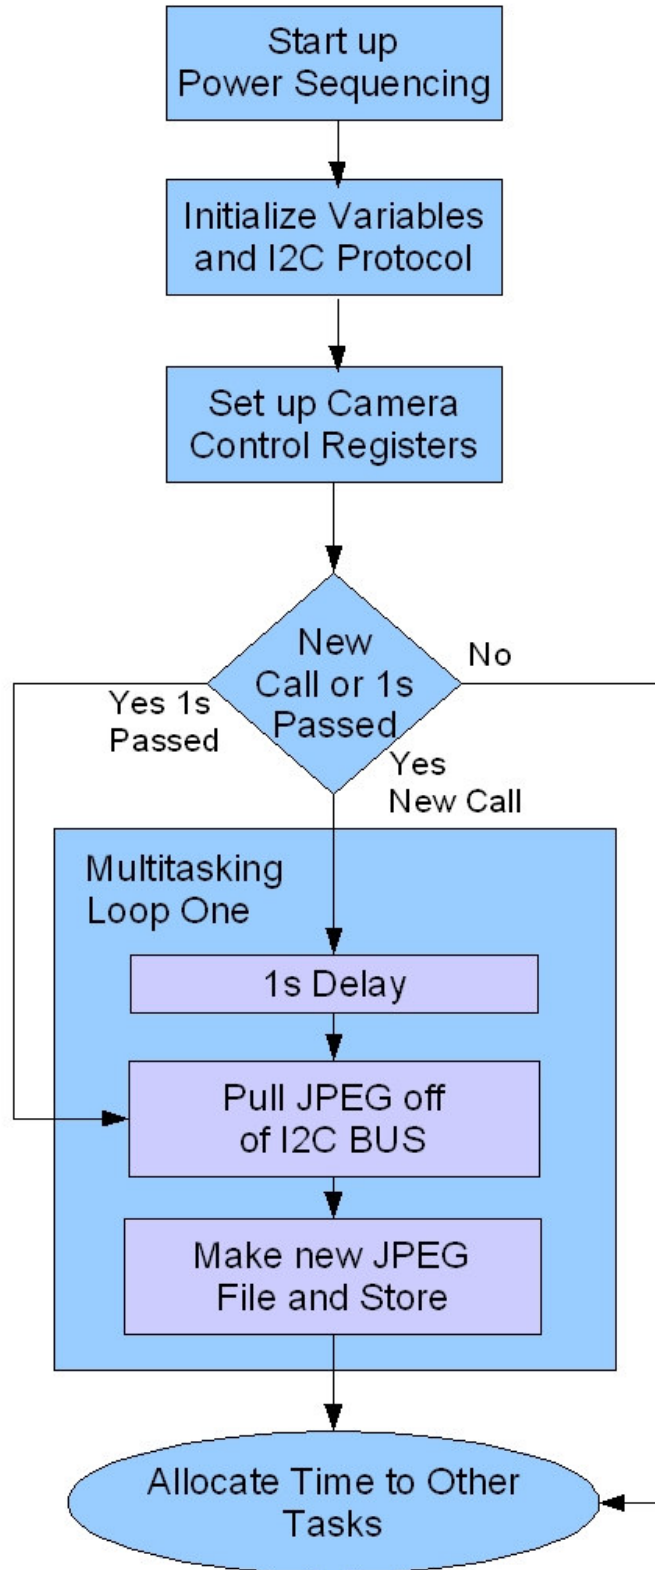 Start up
Power Sequencing
Initialize Variables
and I2C Protocol
Set up Camera
Control Registers
New
Call or 1s
Passed
No
Yes 1s
Passed
Yes
New Call
Multitasking
Loop One
1s Delay
Pull JPEG off
of I2C BUS
Make new JPEG
File and Store
Allocate Time to Other
Tasks